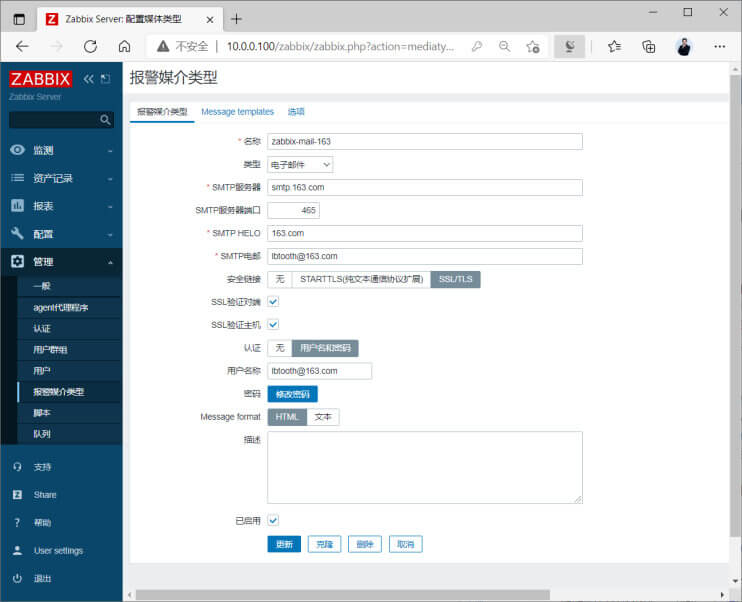 Zabbix Server: 配置媒体类型
不安全
10.0.0.100/zabbix/zabbix.php?action=mediaty...
ZABBIX
Zabbix Server
监测
资产记录
报表
配置
管理
一般
agent代理程序
认证
用户群组
用户
报警媒介类型
脚本
队列
支持
Share
帮助
User settings
退出
报警媒介类型
报警媒介类型 Message templates 选项
* 名称 zabbix-mail-163
类型 电子邮件
* SMTP服务器 smtp.163.com
SMTP服务器端口 465
* SMTP HELO 163.com
* SMTP电邮 lbtooth@163.com
安全链接 无 STARTTLS(纯文本通信协议扩展) SSL/TLS
SSL验证对端
SSL验证主机
认证 无 用户名和密码
用户名称 lbtooth@163.com
密码 修改密码
Message format HTML 文本
描述
已启用
更新 克隆 删除 取消